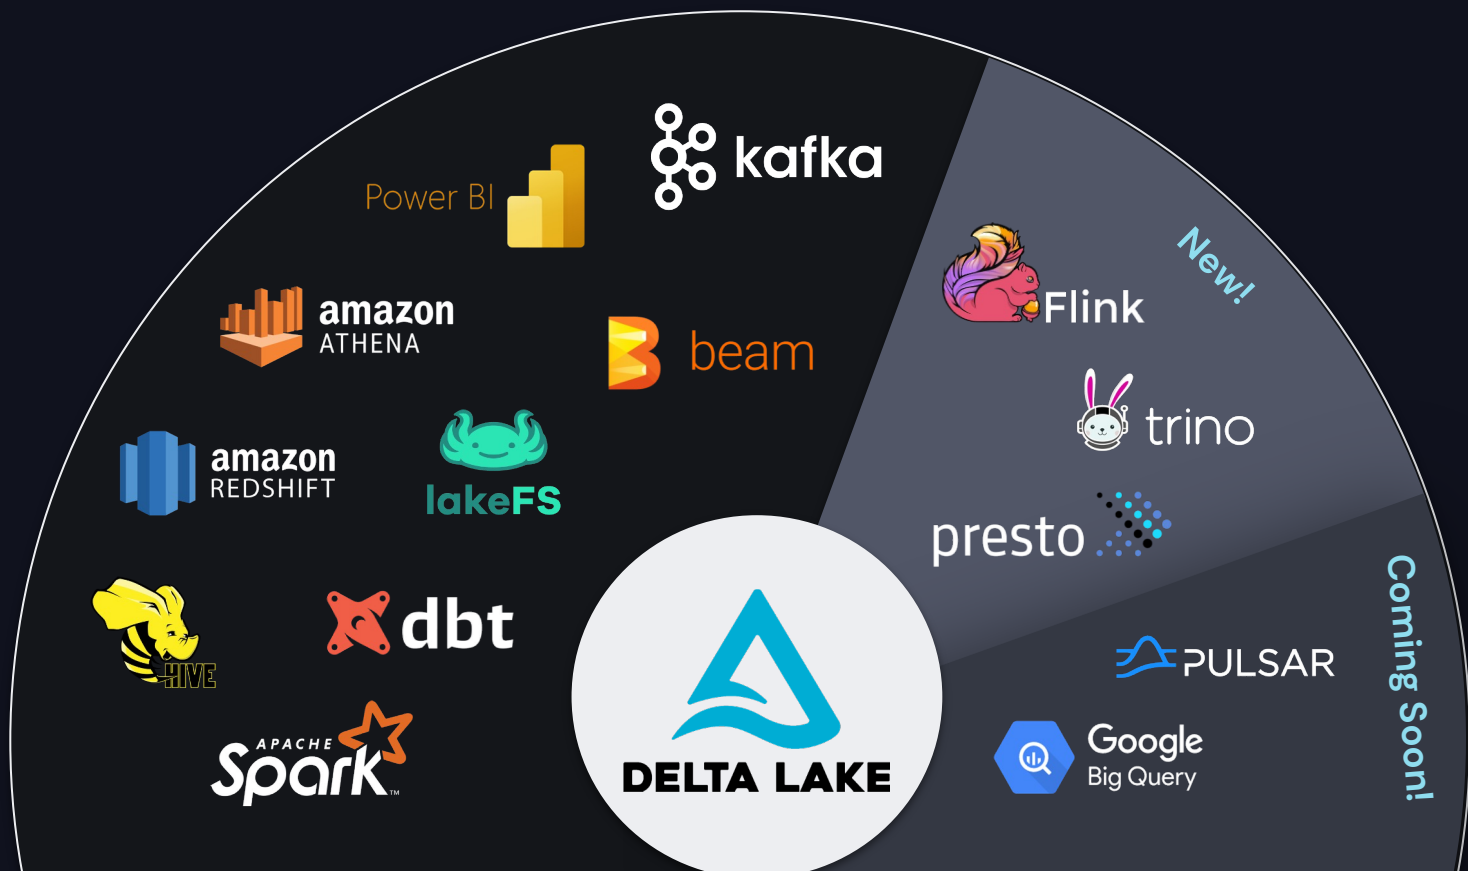 Power BI
kafka
amazon
ATHENA
beam
amazon
REDSHIFT
lakeFS
HIVE
dbt
APACHE
Spark™
DELTA LAKE
New!
Flink
trino
presto
Coming Soon!
PULSAR
Google
Big Query